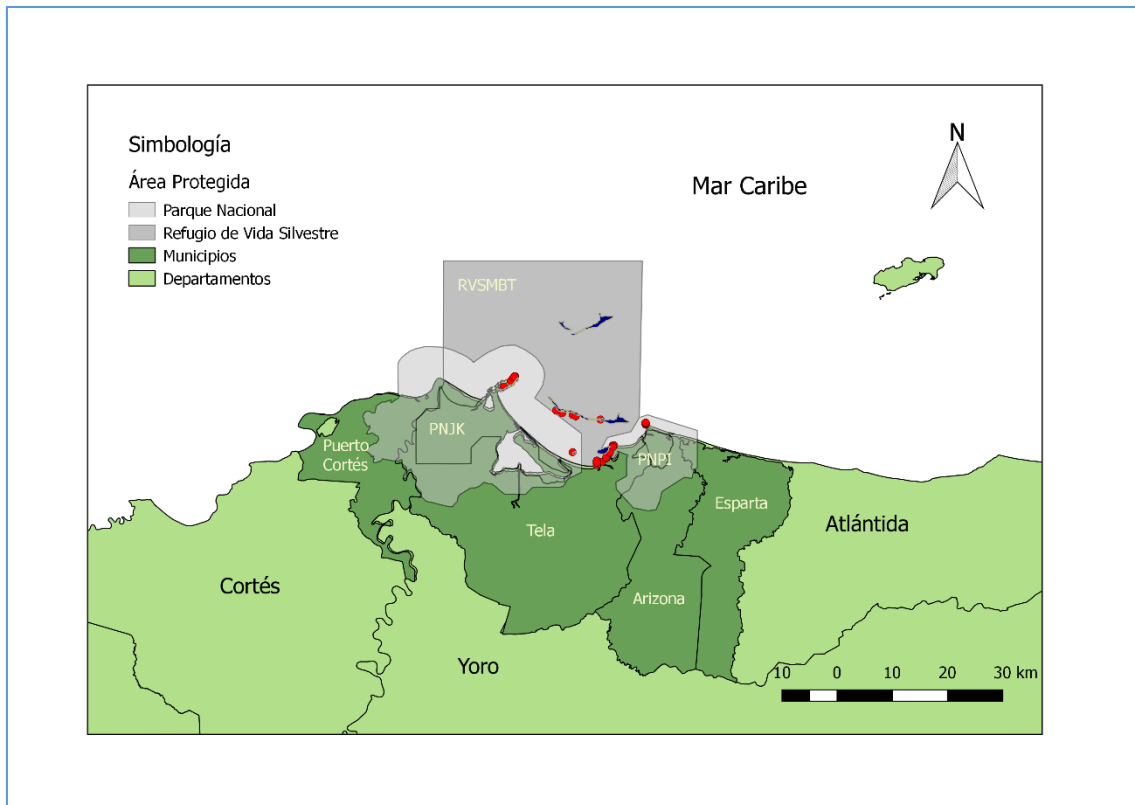 Simbología
Área Protegida
Parque Nacional
Refugio de Vida Silvestre
Municipios
Departamentos
N
Mar Caribe
RVSMBT
PNJK
Puerto
Cortés
PNPI
Tela
Esparta
Atlántida
Cortés
Arizona
Yoro
10 0 10 20 30 km